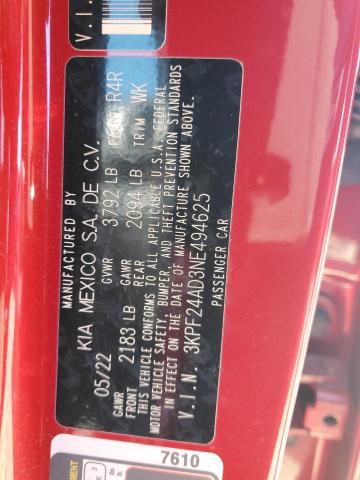 MANUFACTURED BY
KIA MEXICO S.A. DE C.V.
05/22 GVWR 3792 LB R4R
GAWR FRONT 2183 LB GAWR REAR 2094 LB TRIM WK
THIS VEHICLE CONFORMS TO ALL APPLICABLE U.S.A. FEDERAL
MOTOR VEHICLE SAFETY, BUMPER, AND THEFT PREVENTION STANDARDS
IN EFFECT ON THE DATE OF MANUFACTURE SHOWN ABOVE.
V.I.N. 3KPF24AD3NE494625
PASSENGER CAR
V.I.
7610